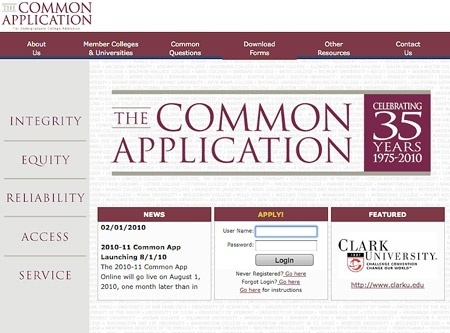 THE COMMON
APPLICATION
For Undergraduate College Admission
About
Us
Member Colleges
& Universities
Common
Questions
Download
Forms
Other
Resources
Contact
Us
INTEGRITY
EQUITY
RELIABILITY
ACCESS
SERVICE
THE COMMON
APPLICATION
CELEBRATING
35
YEARS
1975-2010
NEWS
02/01/2010
2010-11 Common App
Launching 8/1/10
The 2010-11 Common App
Online will go live on August 1,
2010, one month later than in
APPLY!
User Name:
Password:
Login
Never Registered? Go here
Forgot Login? Go here
Go here for instructions
FEATURED
CLARK
UNIVERSITY
1887
CHALLENGE CONVENTION
CHANGE OUR WORLD
http://www.clarku.edu